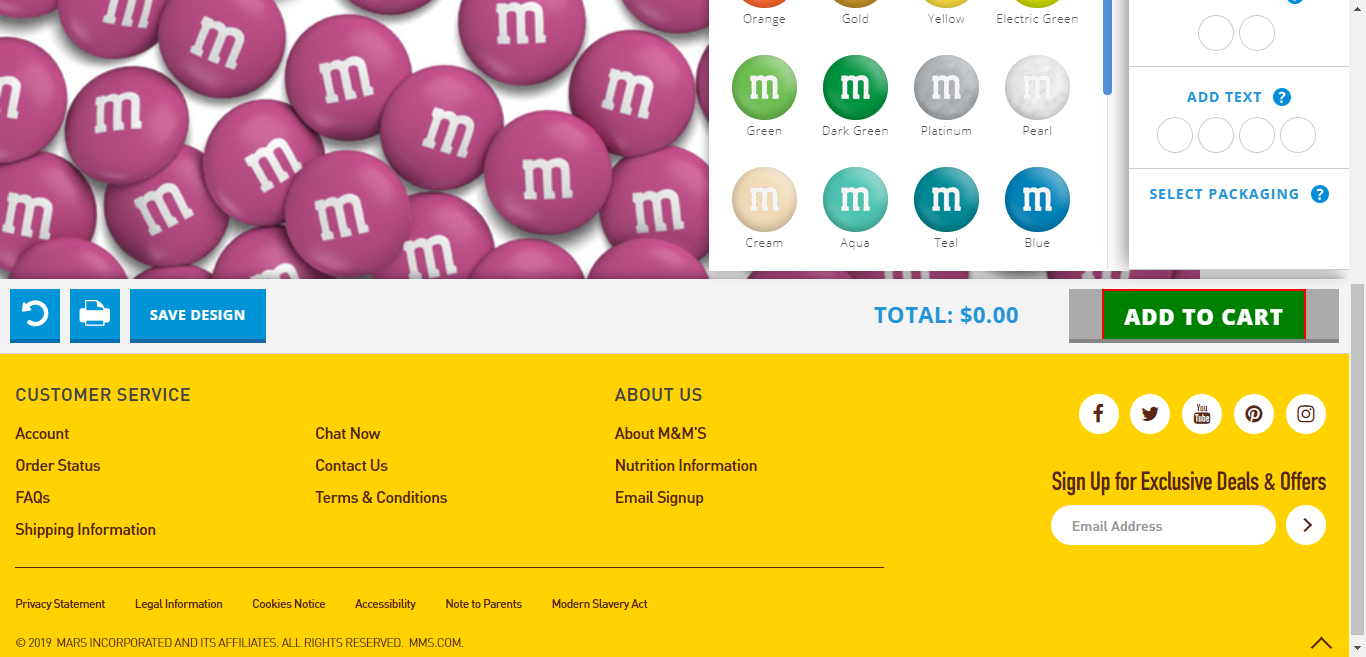 Orange
Gold
Yellow
Electric Green
m
m
m
m
Green
Dark Green
Platinum
Pearl
m
m
m
m
Cream
Aqua
Teal
Blue
m
m
m
m
m
m
m
m
m
m
m
m
m
m
ADD TEXT ?
SELECT PACKAGING ?
SAVE DESIGN
TOTAL: $0.00
ADD TO CART
CUSTOMER SERVICE
Account
Order Status
FAQs
Shipping Information
Chat Now
Contact Us
Terms & Conditions
ABOUT US
About M&M'S
Nutrition Information
Email Signup
f
You Tube
Sign Up for Exclusive Deals & Offers
Email Address
Privacy Statement
Legal Information
Cookies Notice
Accessibility
Note to Parents
Modern Slavery Act
© 2019 MARS INCORPORATED AND ITS AFFILIATES. ALL RIGHTS RESERVED. MMS.COM.